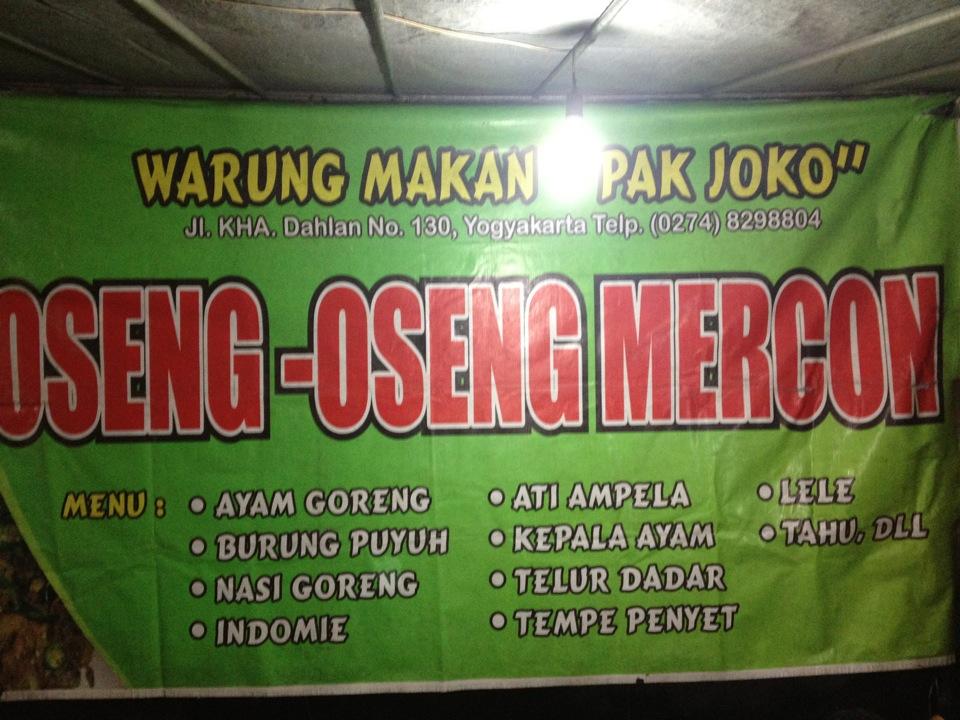 WARUNG MAKAN "PAK JOKO"
Jl. KHA. Dahlan No. 130, Yogyakarta Telp. (0274) 8298804
OSENG-OSENG MERCON
MENU :
• AYAM GORENG
• BURUNG PUYUH
• NASI GORENG
• INDOMIE
• ATI AMPELA
• KEPALA AYAM
• TELUR DADAR
• TEMPE PENYET
• LELE
• TAHU, DLL